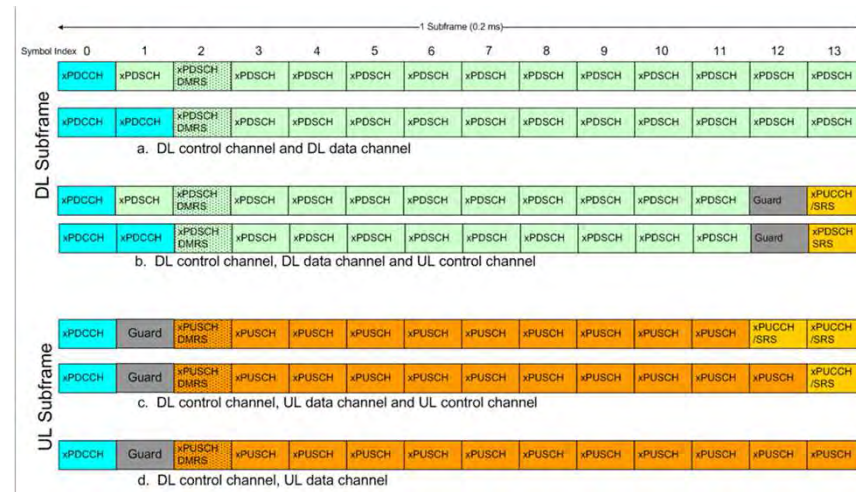 1 Subframe (0.2 ms)
Symbol Index 0 1 2 3 4 5 6 7 8 9 10 11 12 13
DL Subframe
xPDCCH xPDSCH xPDSCH DMRS xPDSCH xPDSCH xPDSCH xPDSCH xPDSCH xPDSCH xPDSCH xPDSCH xPDSCH xPDSCH xPDSCH
xPDCCH xPDCCH xPDSCH DMRS xPDSCH xPDSCH xPDSCH xPDSCH xPDSCH xPDSCH xPDSCH xPDSCH xPDSCH xPDSCH xPDSCH
a. DL control channel and DL data channel
xPDCCH xPDSCH xPDSCH DMRS xPDSCH xPDSCH xPDSCH xPDSCH xPDSCH xPDSCH xPDSCH xPDSCH xPDSCH Guard xPUCCH /SRS
xPDCCH xPDCCH xPDSCH DMRS xPDSCH xPDSCH xPDSCH xPDSCH xPDSCH xPDSCH xPDSCH xPDSCH xPDSCH Guard xPDSCH SRS
b. DL control channel, DL data channel and UL control channel
UL Subframe
xPDCCH Guard xPUSCH DMRS xPUSCH xPUSCH xPUSCH xPUSCH xPUSCH xPUSCH xPUSCH xPUSCH xPUSCH xPUCCH /SRS xPUCCH /SRS
xPDCCH Guard xPUSCH DMRS xPUSCH xPUSCH xPUSCH xPUSCH xPUSCH xPUSCH xPUSCH xPUSCH xPUSCH xPUSCH xPUCCH /SRS
c. DL control channel, UL data channel and UL control channel
xPDCCH Guard xPUSCH DMRS xPUSCH xPUSCH xPUSCH xPUSCH xPUSCH xPUSCH xPUSCH xPUSCH xPUSCH xPUSCH xPUSCH
d. DL control channel, UL data channel